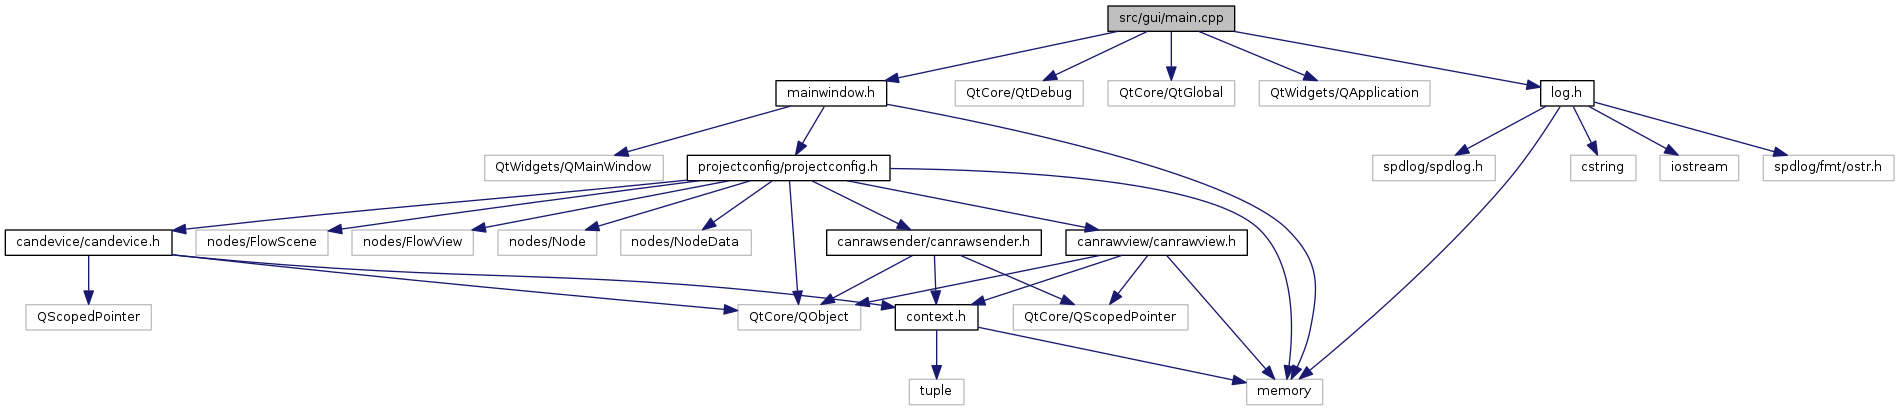 src/gui/main.cpp
mainwindow.h
QtCore/QtDebug
QtCore/QtGlobal
QtWidgets/QApplication
log.h
QtWidgets/QMainWindow
projectconfig/projectconfig.h
spdlog/spdlog.h
cstring
iostream
spdlog/fmt/ostr.h
candevice/candevice.h
nodes/FlowScene
nodes/FlowView
nodes/Node
nodes/NodeData
canrawsender/canrawsender.h
canrawview/canrawview.h
QScopedPointer
QtCore/QObject
context.h
QtCore/QScopedPointer
tuple
memory